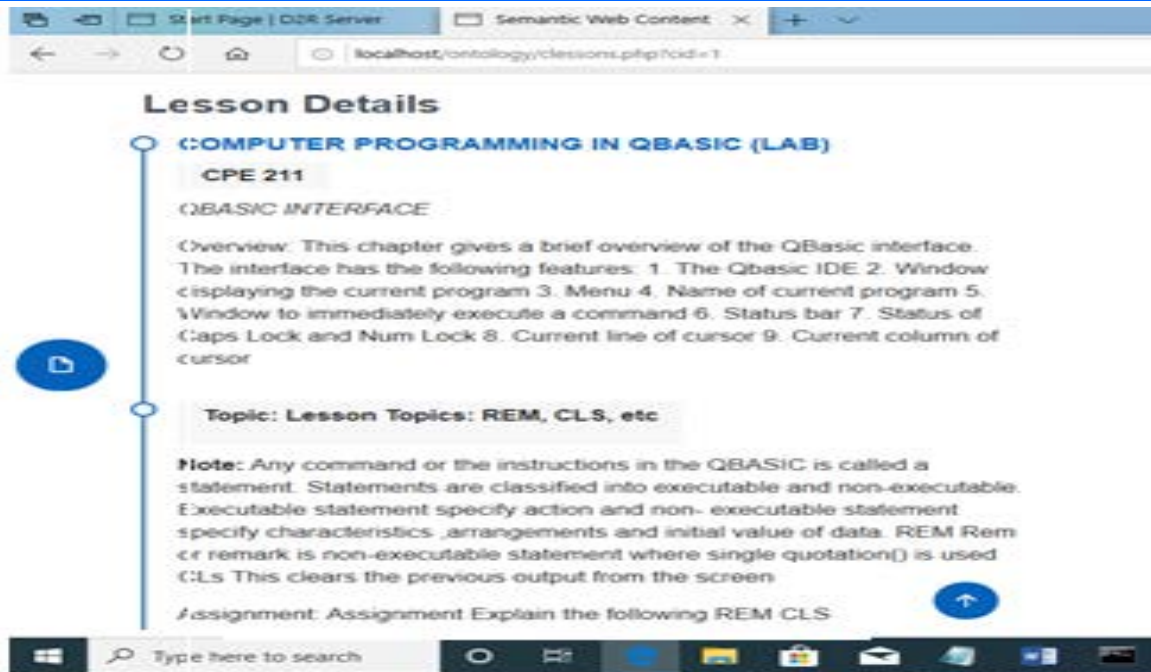 Start Page | D2R Server
Semantic Web Content
localhost/ontology/clessons.php?cid=1
Lesson Details
COMPUTER PROGRAMMING IN QBASIC (LAB)
CPE 211
QBASIC INTERFACE
Overview: This chapter gives a brief overview of the QBasic interface.
The interface has the following features: 1. The Qbasic IDE 2. Window
displaying the current program 3. Menu 4. Name of current program 5.
Window to immediately execute a command 6. Status bar 7. Status of
Caps Lock and Num Lock 8. Current line of cursor 9. Current column of
cursor
Topic: Lesson Topics: REM, CLS, etc
Note: Any command or the instructions in the QBASIC is called a
statement. Statements are classified into executable and non-executable.
Executable statement specify action and non- executable statement
specify characteristics ,arrangements and initial value of data. REM Rem
or remark is non-executable statement where single quotation() is used
CLs This clears the previous output from the screen
Assignment: Assignment Explain the following REM CLS
Type here to search